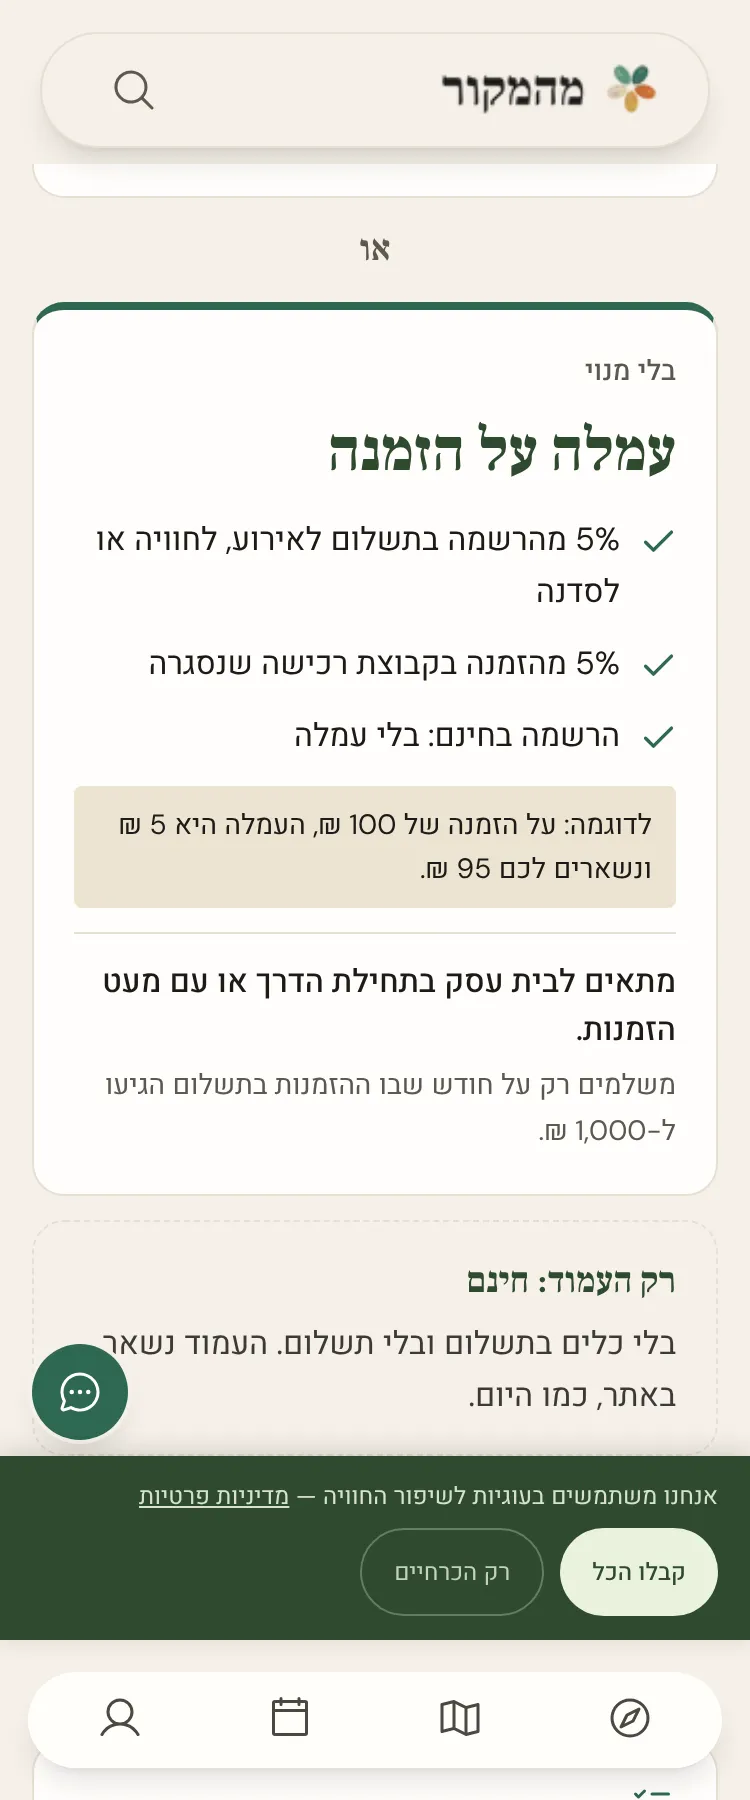 מהמקור
או
בלי מנוי
עמלה על הזמנה
5% מהרשמה בתשלום לאירוע, לחוויה או
לסדנה
5% מהזמנה בקבוצת רכישה שנסגרה
הרשמה בחינם: בלי עמלה
לדוגמה: על הזמנה של 100 ₪, העמלה היא 5 ₪
ונשארים לכם 95 ₪.
מתאים לבית עסק בתחילת הדרך או עם מעט
הזמנות.
משלמים רק על חודש שבו ההזמנות בתשלום הגיעו
ל-1,000 ₪.
רק העמוד: חינם
בלי כלים בתשלום ובלי תשלום. העמוד נשאר
באתר, כמו היום.
אנחנו משתמשים בעוגיות לשיפור החוויה — מדיניות פרטיות
קבלו הכל
רק הכרחיים